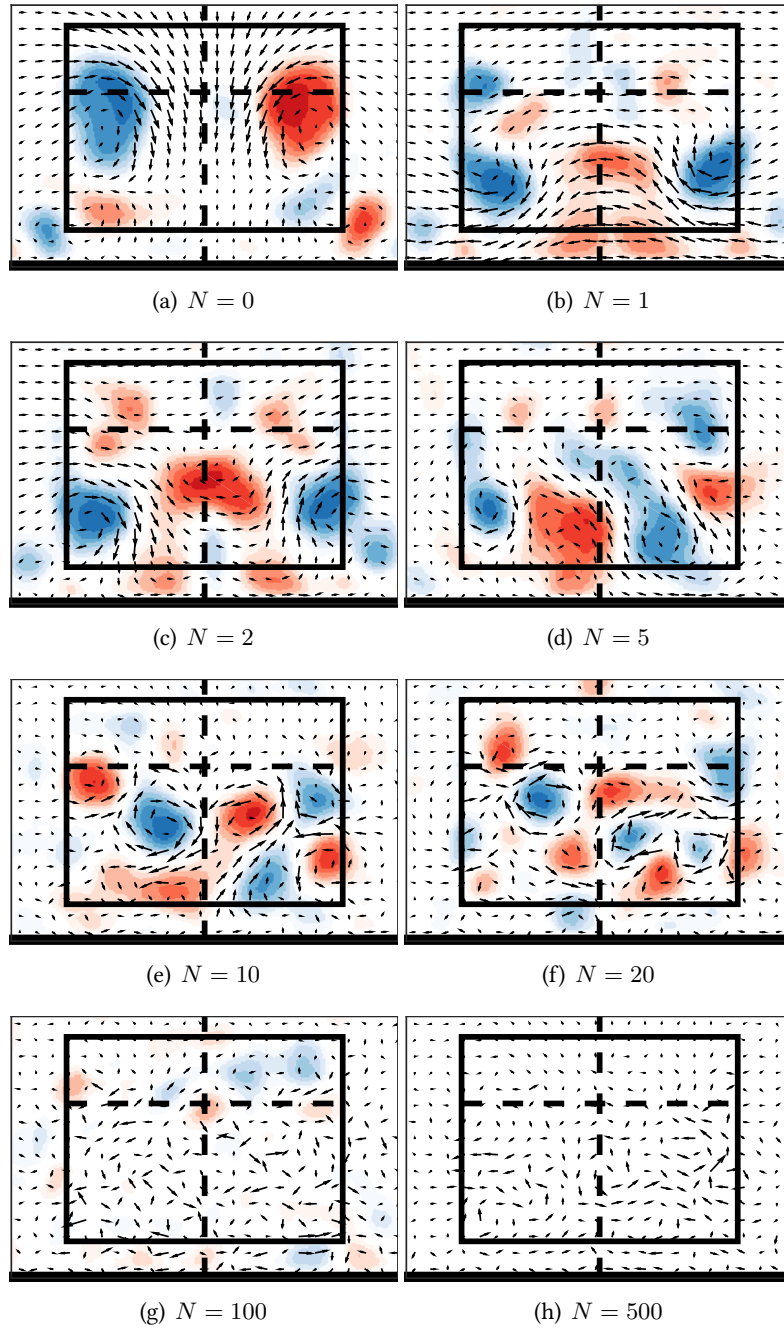 (a) N = 0
(b) N = 1
(c) N = 2
(d) N = 5
(e) N = 10
(f) N = 20
(g) N = 100
(h) N = 500